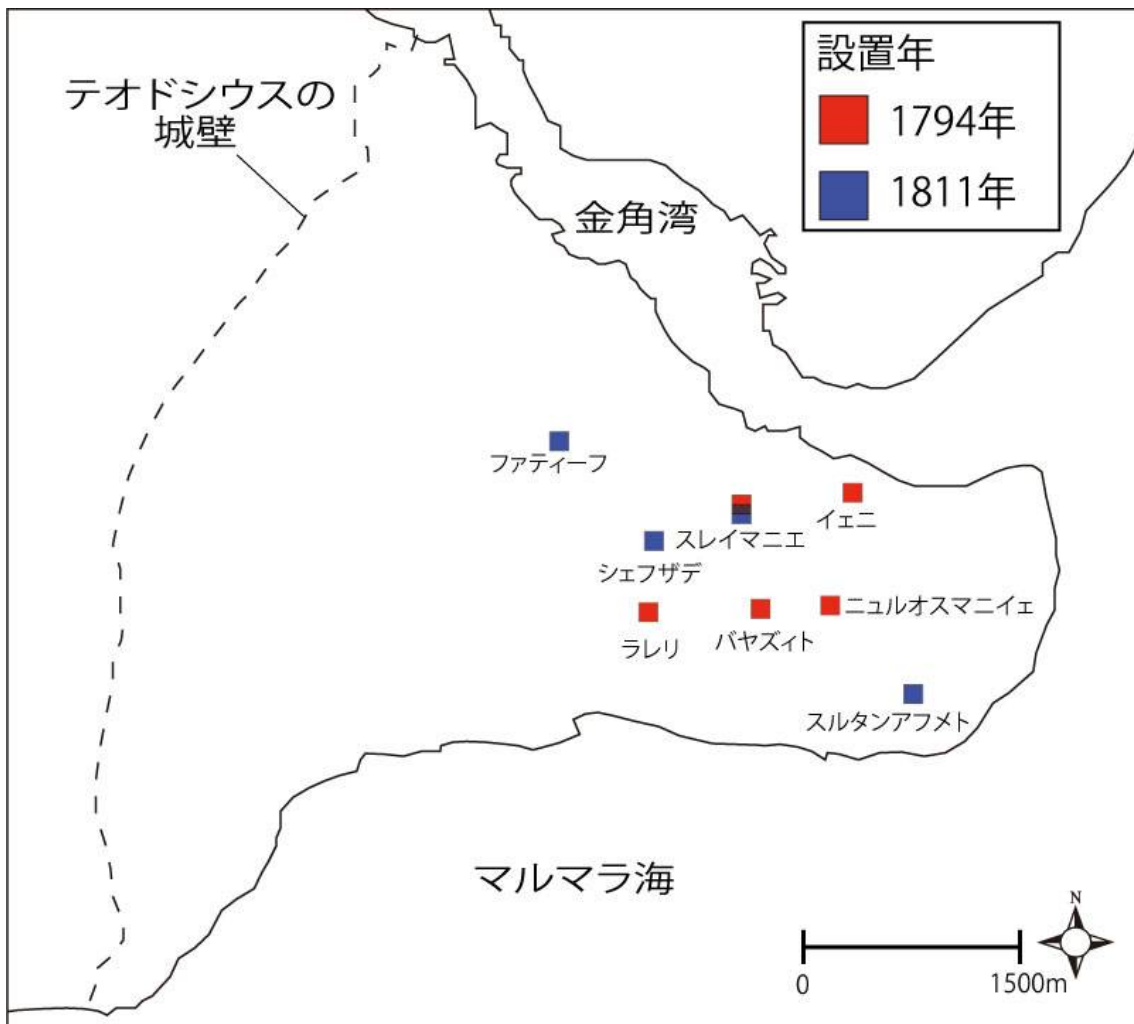 設置年
1794年
1811年
テオドシウスの
城壁
金角湾
ファティーフ
イェニ
スレイマニエ
シェフザデ
ニュルオスマニイェ
ラレリ
バヤズィト
スルタンアフメト
マルマラ海
N
0
1500m